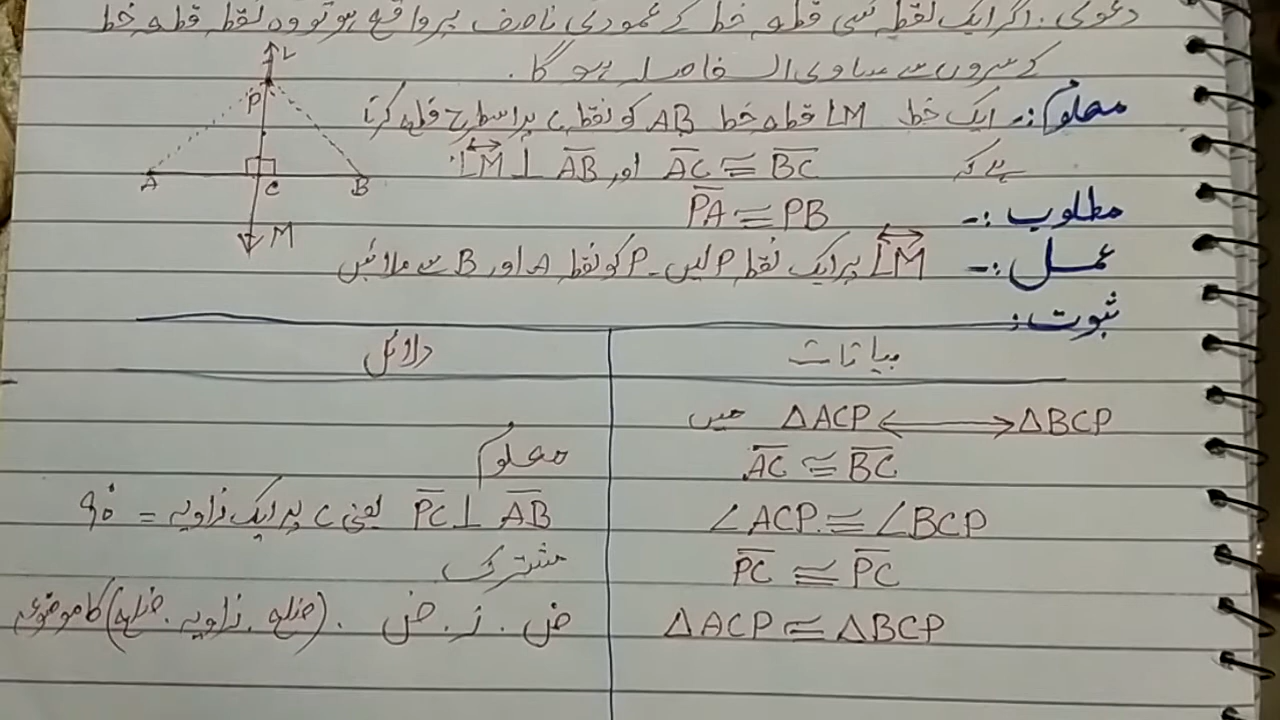 دعویٰ. اگر ایک نقطہ کسی قطعہ خط کے عمودی ناصف پر واقع ہو تو وہ نقطہ قطعہ خط
کے سروں سے مساوی الفاصلہ ہو گا.
معلوم:- ایک خط LM قطعہ خط AB کو نقطہ C پر اسطرح قطع کرتا
ہے کہ AC ≅ BC اور LM ⊥ AB
مطلوب :- PA ≅ PB
عمل :- LM پر ایک نقطہ P لیں۔ P کو نقطہ A اور B سے ملائیں
ثبوت:
L
P
A
C
B
M
بیانات دلائل
ΔACP ⟷ ΔBCP میں
AC ≅ BC معلوم
∠ACP ≅ ∠BCP PC ⊥ AB یعنی C پر ایک زاویہ = ۹۰°
PC ≅ PC مشترک
ΔACP ≅ ΔBCP ض . ز . ض . (ضلع . زاویہ . ضلع) کا موضوعہ